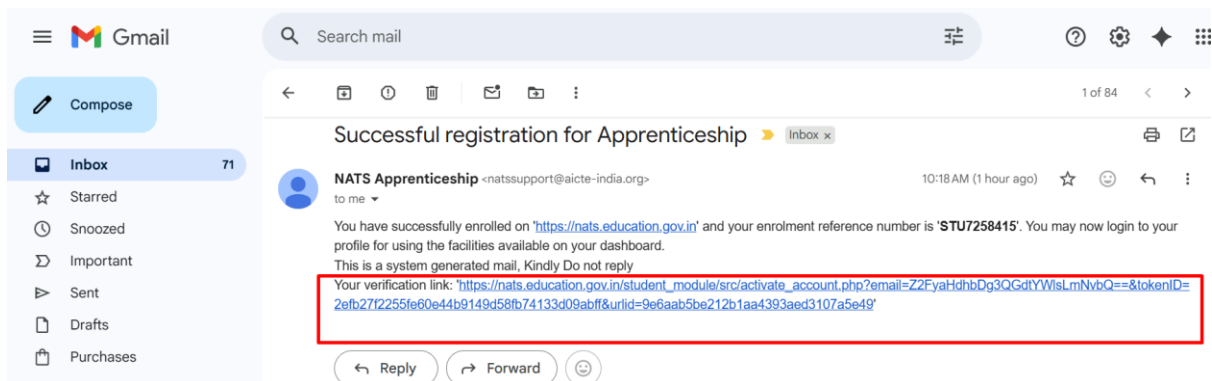 Gmail
Search mail
Compose
1 of 84
Successful registration for Apprenticeship
Inbox x
Inbox 71
NATS Apprenticeship <natssupport@aicte-india.org>
10:18 AM (1 hour ago)
to me
Starred
Snoozed
Important
Sent
Drafts
Purchases
You have successfully enrolled on 'https://nats.education.gov.in' and your enrolment reference number is 'STU7258415'. You may now login to your
profile for using the facilities available on your dashboard.
This is a system generated mail, Kindly Do not reply
Your verification link: 'https://nats.education.gov.in/student_module/src/activate_account.php?email=Z2FyaHdhbDg3QGdtYWlsLmNvbQ==&tokenID=
2efb27f2255fe60e44b9149d58fb74133d09abff&urlid=9e6aab5be212b1aa4393aed3107a5e49'
Reply
Forward